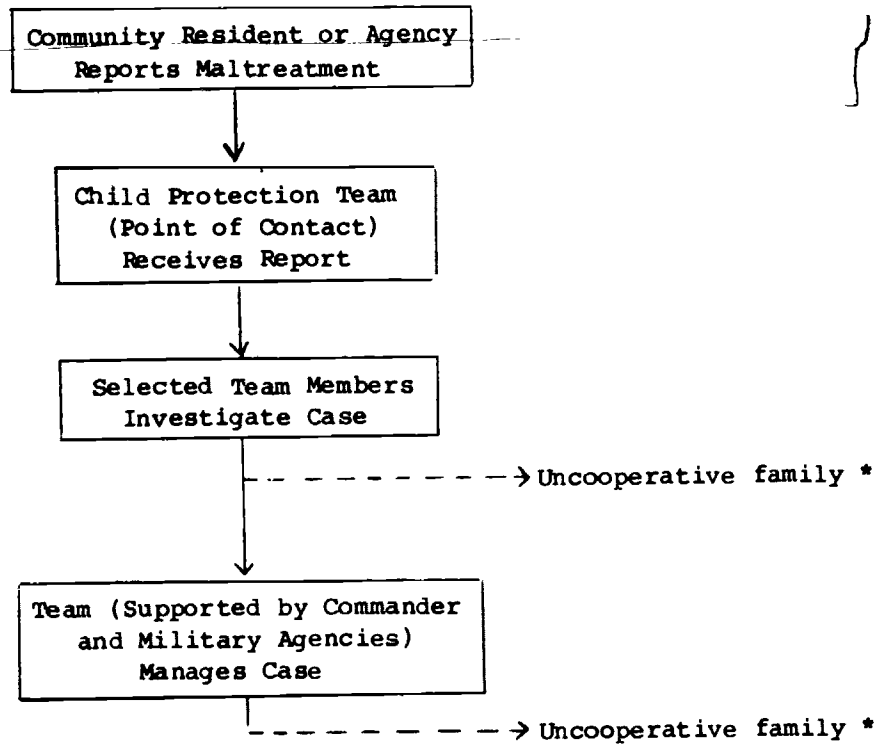 Community Resident or Agency
Reports Maltreatment
Child Protection Team
(Point of Contact)
Receives Report
Selected Team Members
Investigate Case
Uncooperative family *
Team (Supported by Commander
and Military Agencies)
Manages Case
Uncooperative family *